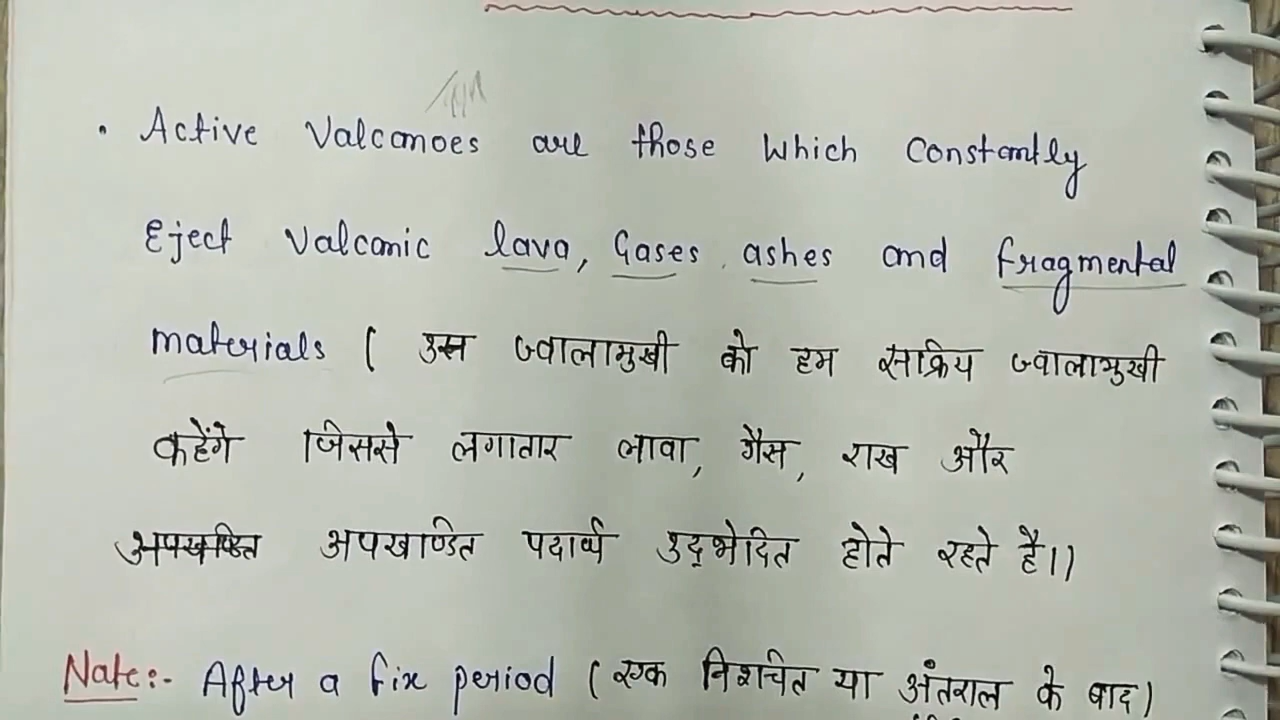 • Active Valcanoes are those which constantly
Eject Valcanic lava, Gases, ashes and fragmental
materials ( उस ज्वालामुखी को हम सक्रिय ज्वालामुखी
कहेंगे जिससे लगातार लावा, गैस, राख और
अपखण्डित अपखाण्डित पदार्थ उद्भेदित होते रहते है।)
Note:- After a fix period ( एक निश्चित या अंतराल के बाद)